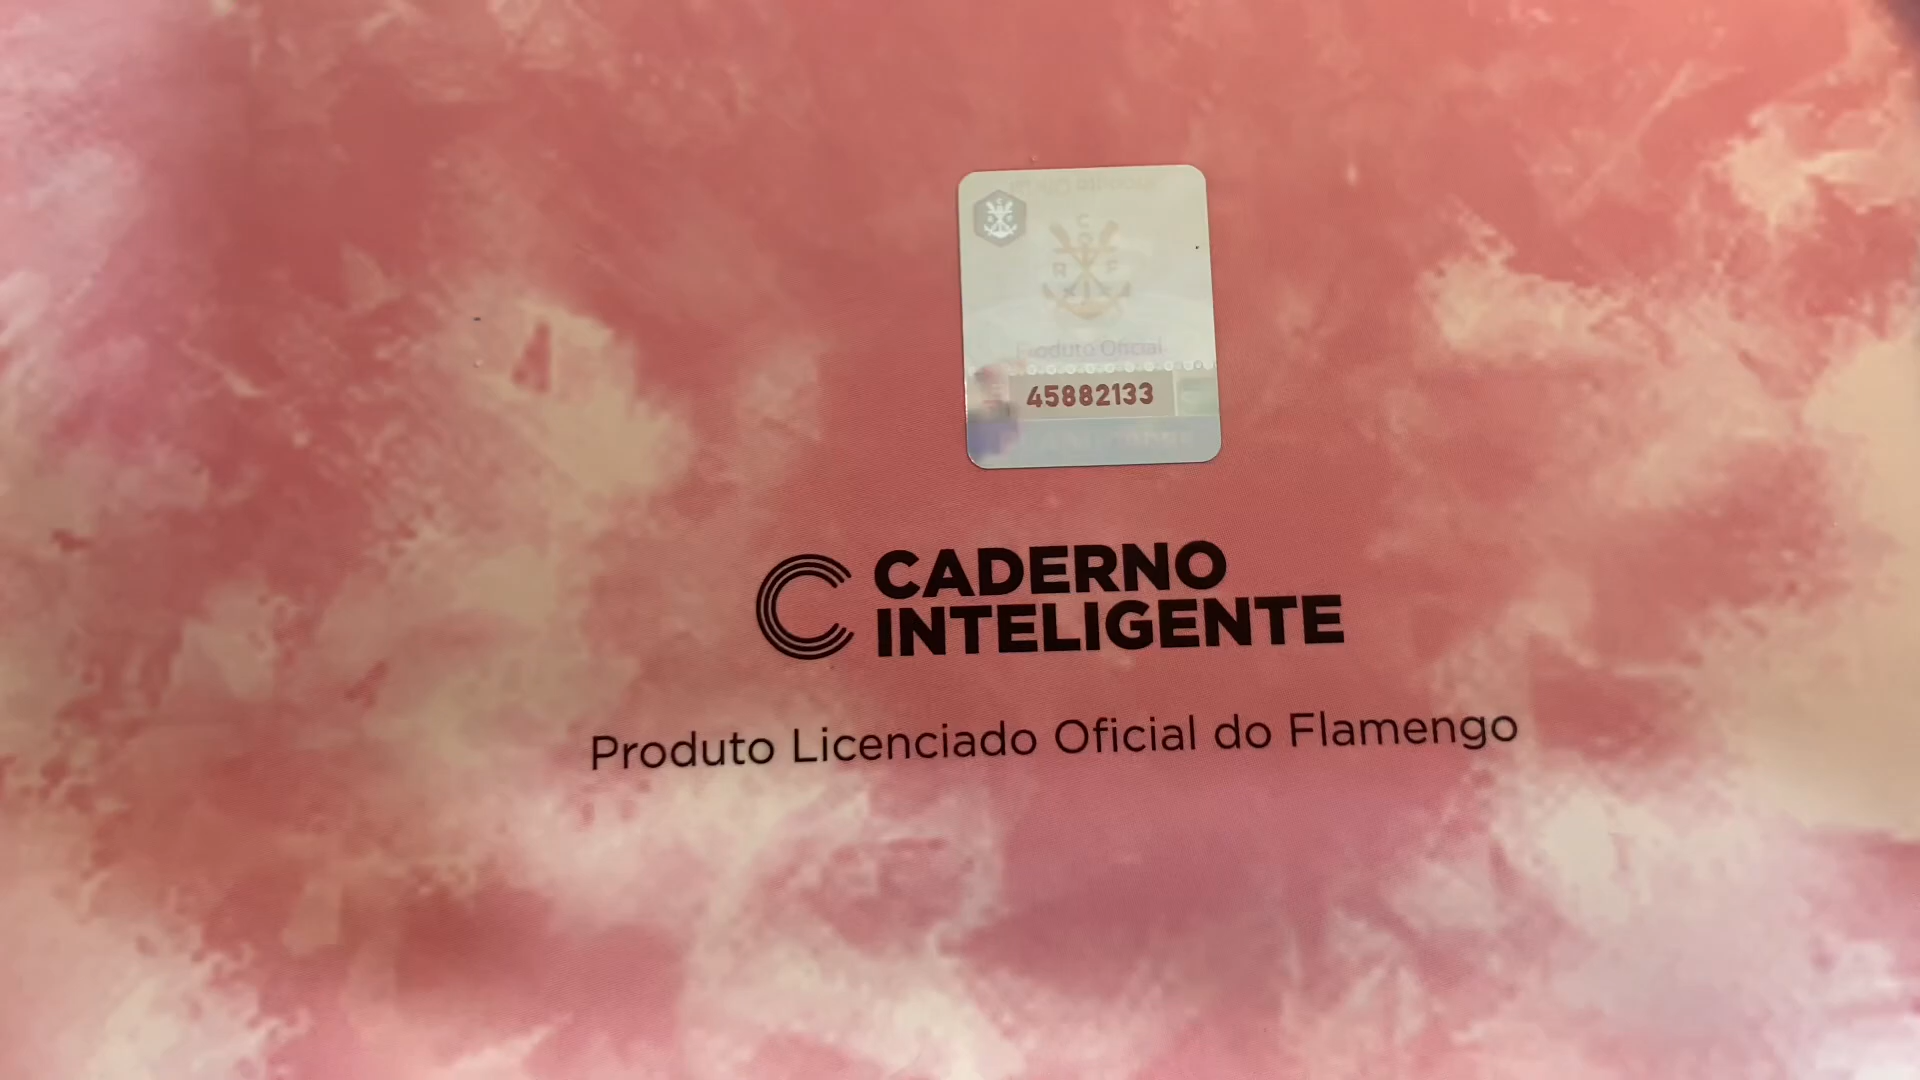 C
R F
Produto Oficial
45882133
CADERNO
INTELIGENTE
Produto Licenciado Oficial do Flamengo